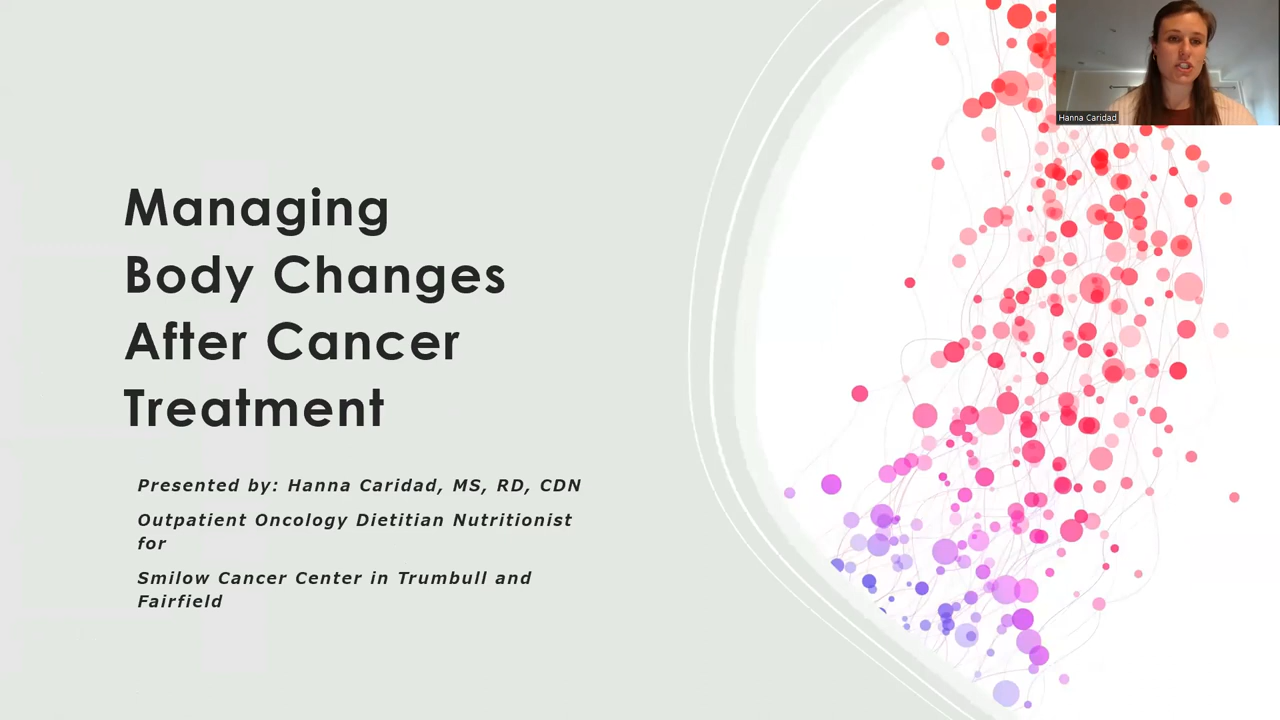 Managing
Body Changes
After Cancer
Treatment
Presented by: Hanna Caridad, MS, RD, CDN
Outpatient Oncology Dietitian Nutritionist
for
Smilow Cancer Center in Trumbull and
Fairfield
Hanna Caridad